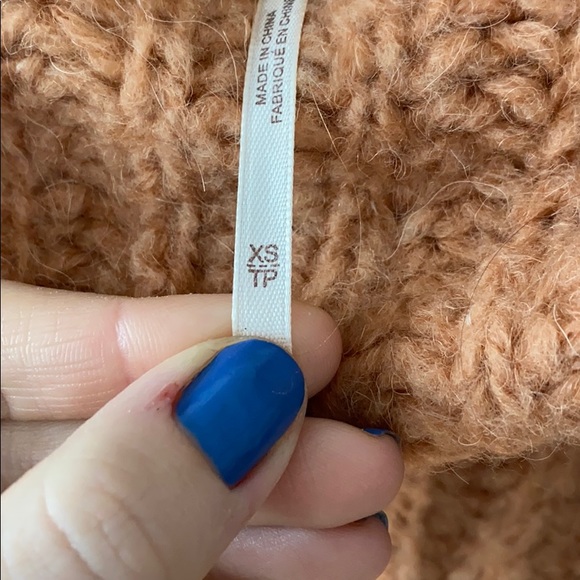 MADE IN CHINA
FABRIQUÉ EN CHINE
XS
TP